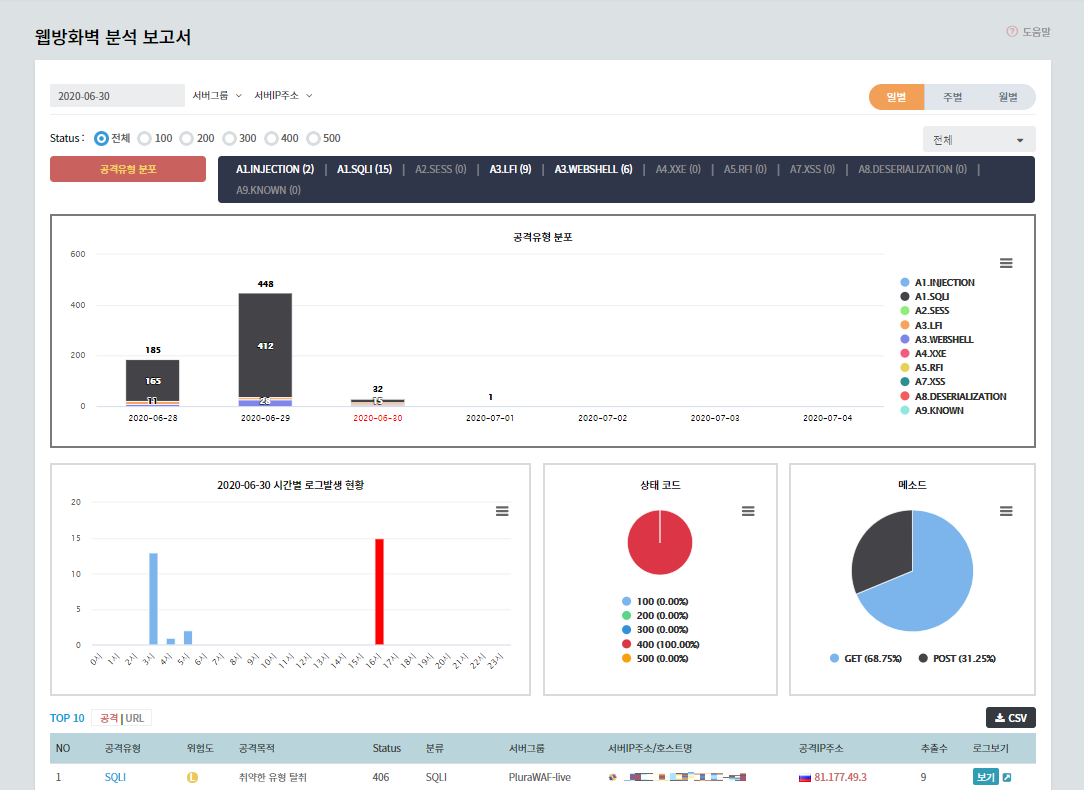 웹방화벽 분석 보고서
도움말
2020-06-30 서버그룹 서버IP주소 일별 주별 월별
Status : 전체 100 200 300 400 500 전체
공격유형 분포
A1.INJECTION (2) | A1.SQLI (15) | A2.SESS (0) | A3.LFI (9) | A3.WEBSHELL (6) | A4.XXE (0) | A5.RFI (0) | A7.XSS (0) | A8.DESERIALIZATION (0) |
A9.KNOWN (0)
공격유형 분포
600
400
200
0
185
165
11
448
412
28
32
15
1
2020-06-28 2020-06-29 2020-06-30 2020-07-01 2020-07-02 2020-07-03 2020-07-04
A1.INJECTION
A1.SQLI
A2.SESS
A3.LFI
A3.WEBSHELL
A4.XXE
A5.RFI
A7.XSS
A8.DESERIALIZATION
A9.KNOWN
2020-06-30 시간별 로그발생 현황
20
15
10
5
0
0시 1시 2시 3시 4시 5시 6시 7시 8시 9시 10시 11시 12시 13시 14시 15시 16시 17시 18시 19시 20시 21시 22시 23시
상태 코드
100 (0.00%)
200 (0.00%)
300 (0.00%)
400 (100.00%)
500 (0.00%)
메소드
GET (68.75%) POST (31.25%)
TOP 10 공격 | URL CSV
NO 공격유형 위험도 공격목적 Status 분류 서버그룹 서버IP주소/호스트명 공격IP주소 추출수 로그보기
1 SQLI L 취약한 유형 탈취 406 SQLI PluraWAF-live 81.177.49.3 9 보기